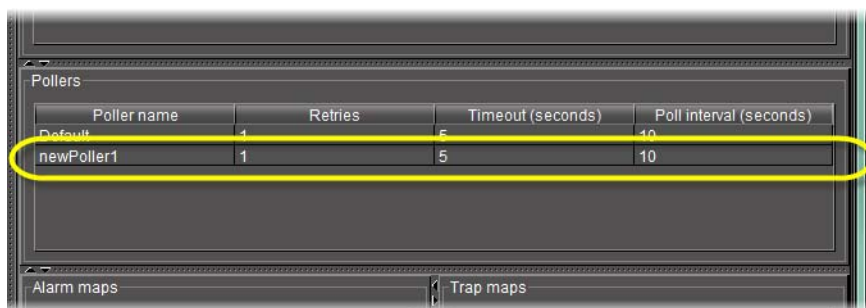 Pollers
Poller name Retries Timeout (seconds) Poll interval (seconds)
Default 1 5 10
newPoller1 1 5 10
Alarm maps Trap maps